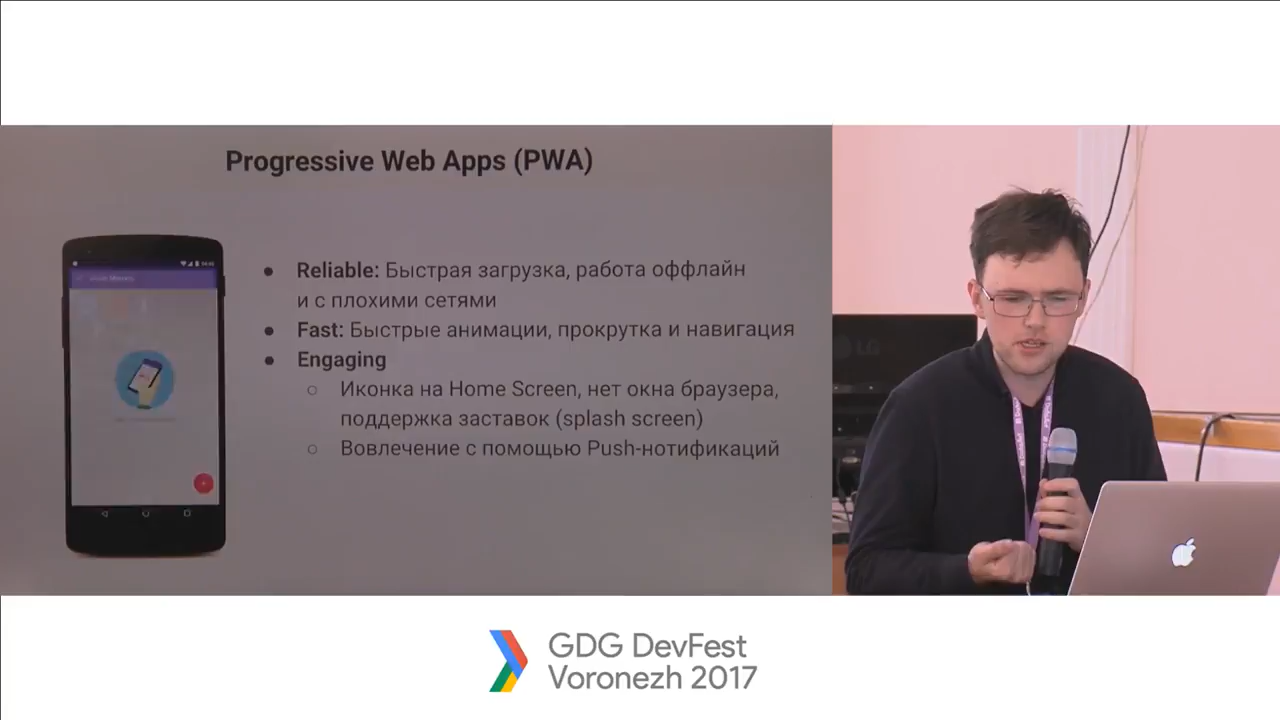 Progressive Web Apps (PWA)
Reliable: Быстрая загрузка, работа оффлайн
и с плохими сетями
Fast: Быстрые анимации, прокрутка и навигация
Engaging
Иконка на Home Screen, нет окна браузера,
поддержка заставок (splash screen)
Вовлечение с помощью Push-нотификаций
LG
GDG DevFest
Voronezh 2017